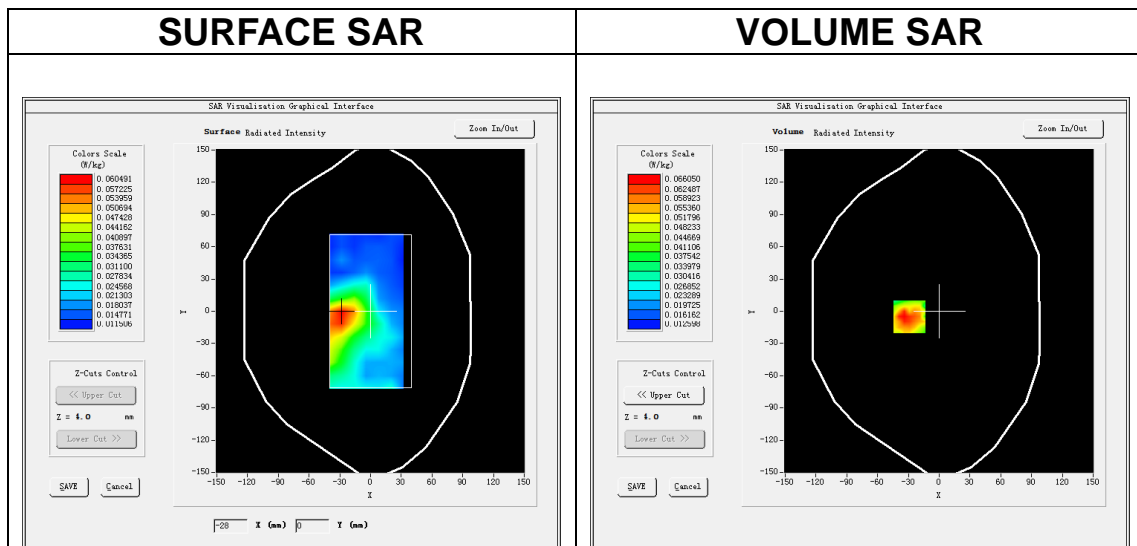 SURFACE SAR
VOLUME SAR
SAR Visualisation Graphical Interface
Surface Radiated Intensity
Zoom In/Out
Colors Scale
(W/kg)
0.060491
0.057225
0.053959
0.050694
0.047428
0.044162
0.040897
0.037631
0.034365
0.031100
0.027834
0.024568
0.021303
0.018037
0.014771
0.011506
150
120
90
60
30
0
-30
-60
-90
-120
-150
Y
-150 -120 -90 -60 -30 0 30 60 90 120 150
X
Z-Cuts Control
<< Upper Cut
Z = 4.0 mm
Lower Cut >>
SAVE
Cancel
-28 X (mm) 0 Y (mm)
SAR Visualisation Graphical Interface
Volume Radiated Intensity
Zoom In/Out
Colors Scale
(W/kg)
0.066050
0.062487
0.058923
0.055360
0.051796
0.048233
0.044669
0.041106
0.037542
0.033979
0.030416
0.026852
0.023289
0.019725
0.016162
0.012598
150
120
90
60
30
0
-30
-60
-90
-120
-150
Y
-150 -120 -90 -60 -30 0 30 60 90 120 150
X
Z-Cuts Control
<< Upper Cut
Z = 4.0 mm
Lower Cut >>
SAVE
Cancel